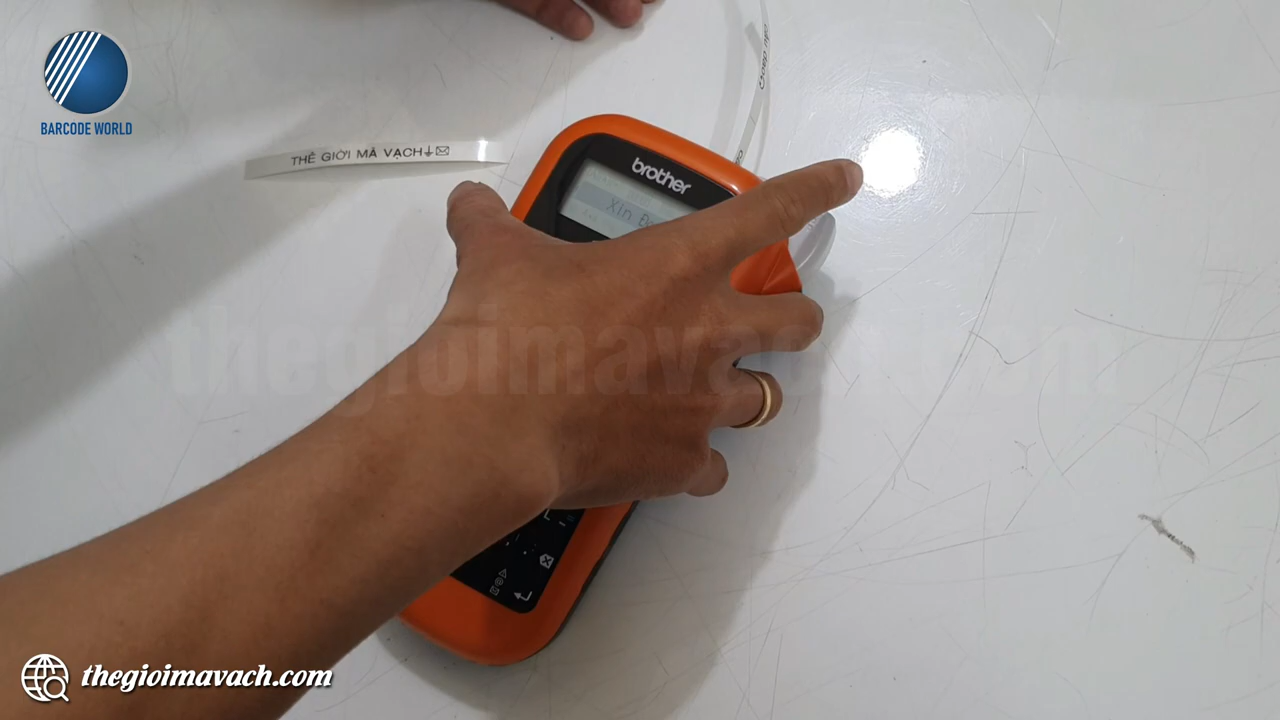 BARCODE WORLD
THẾ GIỚI MÃ VẠCH
brother
Xin
thegioimavach.com
thegioimavach.com